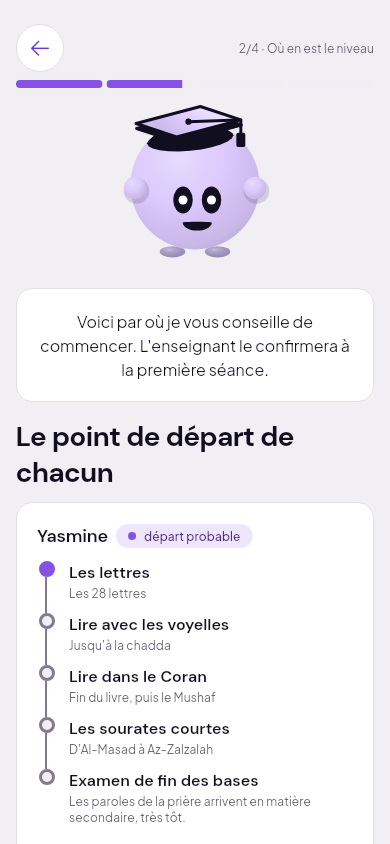 2/4 · Où en est le niveau
Voici par où je vous conseille de
commencer. L'enseignant le confirmera à
la première séance.
Le point de départ de
chacun
Yasmine
départ probable
Les lettres
Les 28 lettres
Lire avec les voyelles
Jusqu'à la chadda
Lire dans le Coran
Fin du livre, puis le Mushaf
Les sourates courtes
D'Al-Masad à Az-Zalzalah
Examen de fin des bases
Les paroles de la prière arrivent en matière
secondaire, très tôt.